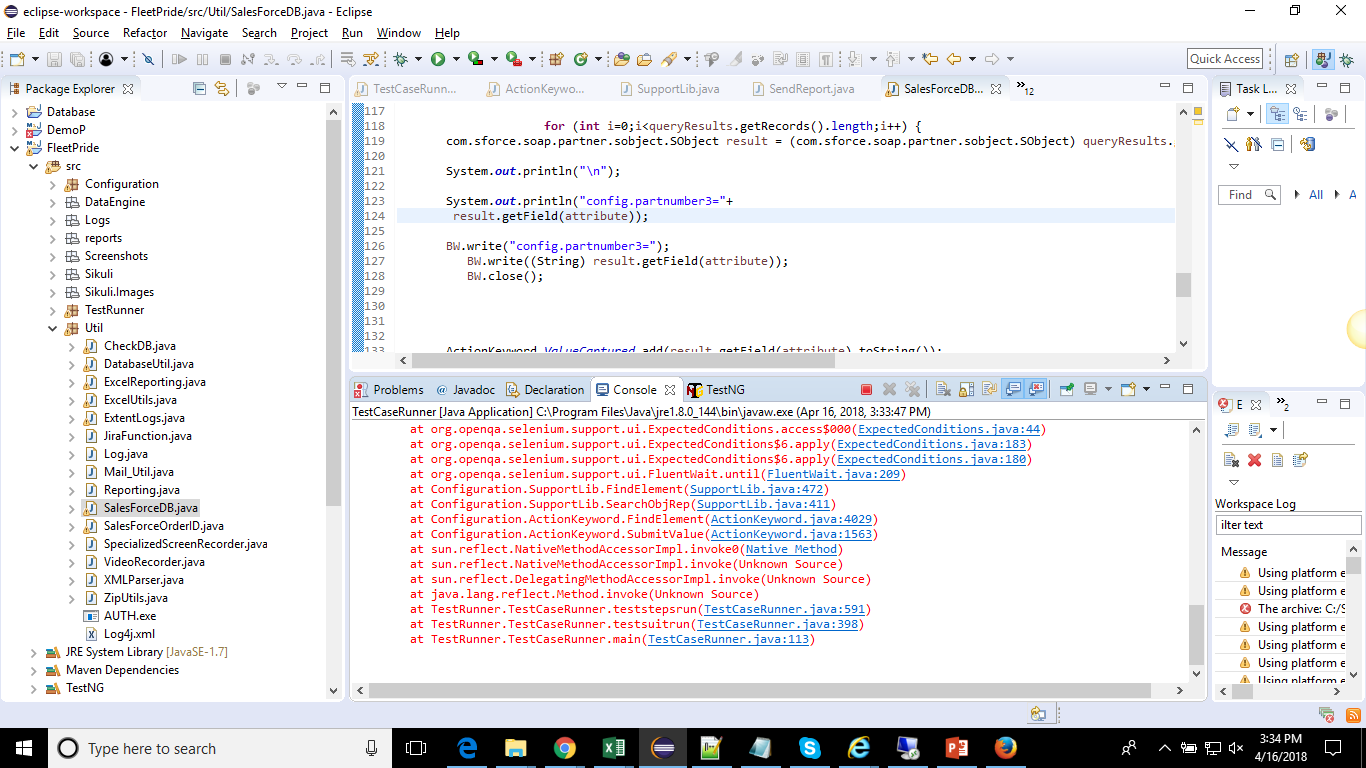 eclipse-workspace - FleetPride/src/Util/SalesForceDB.java - Eclipse
File Edit Source Refactor Navigate Search Project Run Window Help
Quick Access
Package Explorer
Database
DemoP
FleetPride
src
Configuration
DataEngine
Logs
reports
Screenshots
Sikuli
Sikuli.Images
TestRunner
Util
CheckDB.java
DatabaseUtil.java
ExcelReporting.java
ExcelUtils.java
ExtentLogs.java
JiraFunction.java
Log.java
Mail_Util.java
Reporting.java
SalesForceDB.java
SalesForceOrderID.java
SpecializedScreenRecorder.java
VideoRecorder.java
XMLParser.java
ZipUtils.java
AUTH.exe
Log4j.xml
JRE System Library [JavaSE-1.7]
Maven Dependencies
TestNG
TestCaseRunn... ActionKeywo... SupportLib.java SendReport.java SalesForceDB... »12
117
118 for (int i=0;i<queryResults.getRecords().length;i++) {
119 com.sforce.soap.partner.sobject.SObject result = (com.sforce.soap.partner.sobject.SObject) queryResults.
120
121 System.out.println("\n");
122
123 System.out.println("config.partnumber3="+
124 result.getField(attribute));
125
126 BW.write("config.partnumber3=");
127 BW.write((String) result.getField(attribute));
128 BW.close();
129
130
131
132
133 ActionKeyword.ValueCaptured.add(result.getField(attribute).toString());
Problems Javadoc Declaration Console TestNG
TestCaseRunner [Java Application] C:\Program Files\Java\jre1.8.0_144\bin\javaw.exe (Apr 16, 2018, 3:33:47 PM)
at org.openqa.selenium.support.ui.ExpectedConditions.access$000(ExpectedConditions.java:44)
at org.openqa.selenium.support.ui.ExpectedConditions$6.apply(ExpectedConditions.java:183)
at org.openqa.selenium.support.ui.ExpectedConditions$6.apply(ExpectedConditions.java:180)
at org.openqa.selenium.support.ui.FluentWait.until(FluentWait.java:209)
at Configuration.SupportLib.FindElement(SupportLib.java:472)
at Configuration.SupportLib.SearchObjRep(SupportLib.java:411)
at Configuration.ActionKeyword.FindElement(ActionKeyword.java:4029)
at Configuration.ActionKeyword.SubmitValue(ActionKeyword.java:1563)
at sun.reflect.NativeMethodAccessorImpl.invoke0(Native Method)
at sun.reflect.NativeMethodAccessorImpl.invoke(Unknown Source)
at sun.reflect.DelegatingMethodAccessorImpl.invoke(Unknown Source)
at java.lang.reflect.Method.invoke(Unknown Source)
at TestRunner.TestCaseRunner.teststepsrun(TestCaseRunner.java:591)
at TestRunner.TestCaseRunner.testsuitrun(TestCaseRunner.java:398)
at TestRunner.TestCaseRunner.main(TestCaseRunner.java:113)
Task L...
Find All A
E »2
Workspace Log
ilter text
Message
Using platform e
Using platform e
The archive: C:/S
Using platform e
Using platform e
Using platform e
Using platform e
Type here to search
3:34 PM
4/16/2018